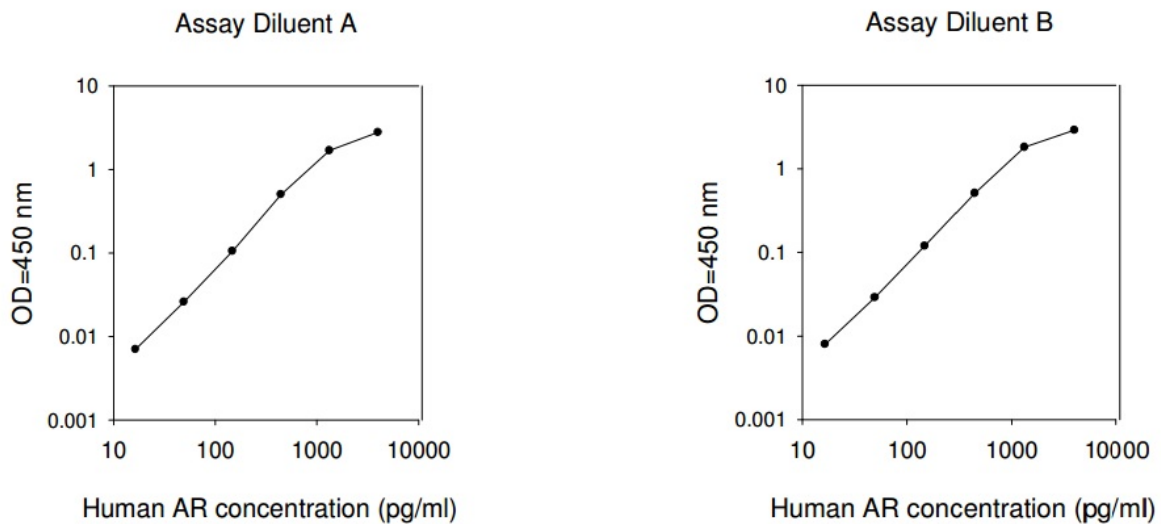 Assay Diluent A
10
1
0.1
0.01
0.001
OD=450 nm
10 100 1000 10000
Human AR concentration (pg/ml)
Assay Diluent B
10
1
0.1
0.01
0.001
OD=450 nm
10 100 1000 10000
Human AR concentration (pg/ml)